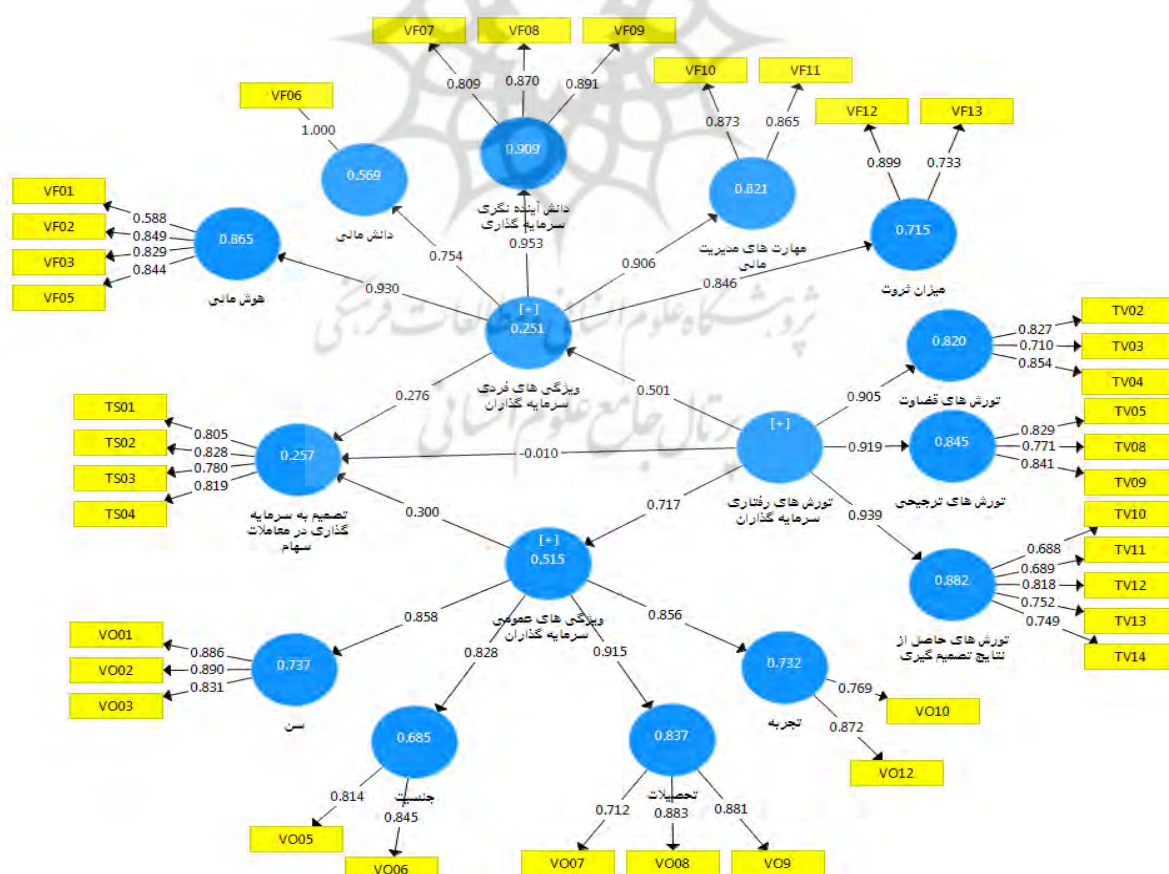 VF07
VF08
VF09
VF10
VF11
VF06
VF12
VF13
0.809
0.870
0.891
0.873
0.865
1.000
0.899
0.733
VF01
VF02
VF03
VF05
0.588
0.849
0.829
0.844
0.865
هوش مالی
0.569
دانش مالی
0.909
دانش آینده نگری
سرمایه گذاری
0.821
مهارت های مدیریت
مالی
0.715
میزان ثروت
0.930
0.754
0.953
0.906
0.846
[+]
0.251
ویژگی های فردی
سرمایه گذاران
پژوهشگاه علوم انسانی و مطالعات فرهنگی
پرتال جامع علوم انسانی
0.276
0.501
-0.010
0.300
0.717
TS01
TS02
TS03
TS04
0.805
0.828
0.780
0.819
0.257
تصمیم به سرمایه
گذاری در معاملات
سهام
[+]
تورش های رفتاری
سرمایه گذاران
0.905
0.919
0.939
0.820
تورش های قضاوت
0.827
0.710
0.854
TV02
TV03
TV04
0.845
تورش های ترجیحی
0.829
0.771
0.841
TV05
TV08
TV09
0.882
تورش های حاصل از
نتایج تصمیم گیری
0.688
0.689
0.818
0.752
0.749
TV10
TV11
TV12
TV13
TV14
[+]
0.515
ویژگی های عمومی
سرمایه گذاران
0.858
0.828
0.915
0.856
VO01
VO02
VO03
0.886
0.890
0.831
0.737
سن
0.685
جنسیت
0.814
0.845
VO05
VO06
0.837
تحصیلات
0.712
0.883
0.881
VO07
VO08
VO9
0.732
تجربه
0.769
0.872
VO10
VO12